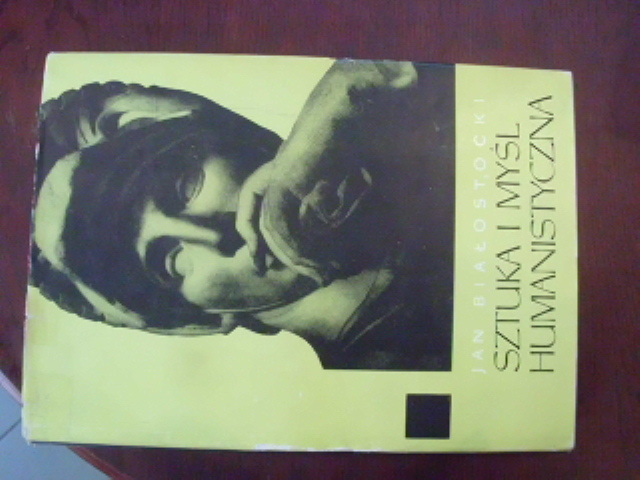 JAN BIAŁOSTOCKI
SZTUKA I MYŚL
HUMANISTYCZNA